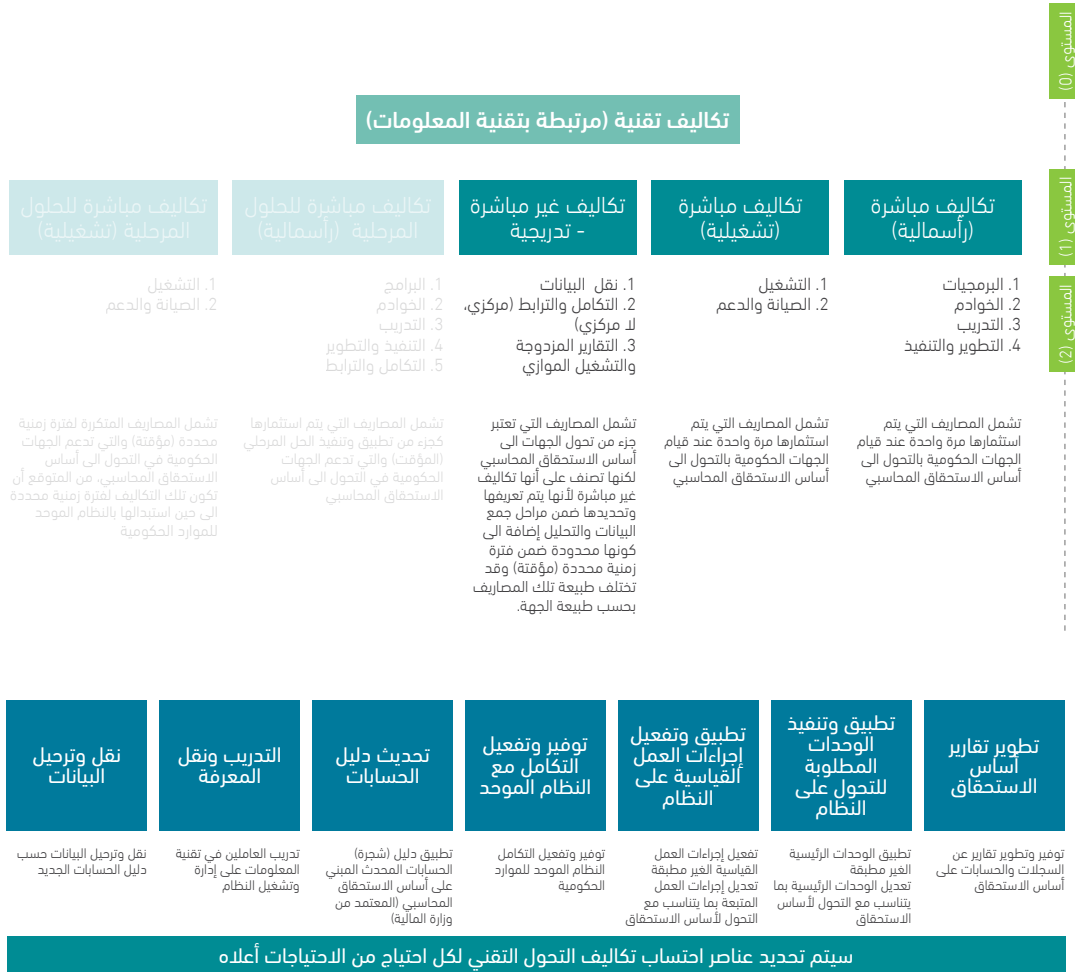 المستوى (0)
تكاليف تقنية (مرتبطة بتقنية المعلومات)
المستوى (1)
تكاليف مباشرة
(رأسمالية)
تكاليف مباشرة
(تشغيلية)
تكاليف غير مباشرة
- تدريجية
تكاليف مباشرة للحلول
المرحلية (رأسمالية)
تكاليف مباشرة للحلول
المرحلية (تشغيلية)
المستوى (2)
1. البرمجيات
2. الخوادم
3. التدريب
4. التطوير والتنفيذ
1. التشغيل
2. الصيانة والدعم
1. نقل البيانات
2. التكامل والترابط (مركزي،
لا مركزي)
3. التقارير المزدوجة
والتشغيل الموازي
1. البرامج
2. الخوادم
3. التدريب
4. التنفيذ والتطوير
5. التكامل والترابط
1. التشغيل
2. الصيانة والدعم
تشمل المصاريف التي يتم
استثمارها مرة واحدة عند قيام
الجهات الحكومية بالتحول الى
أساس الاستحقاق المحاسبي
تشمل المصاريف التي يتم
استثمارها مرة واحدة عند قيام
الجهات الحكومية بالتحول الى
أساس الاستحقاق المحاسبي
تشمل المصاريف التي تعتبر
جزء من تحول الجهات الى
أساس الاستحقاق المحاسبي
لكنها تصنف على أنها تكاليف
غير مباشرة لأنها يتم تعريفها
وتحديدها ضمن مراحل جمع
البيانات والتحليل إضافة الى
كونها محدودة ضمن فترة
زمنية محددة (مؤقتة) وقد
تختلف طبيعة تلك المصاريف
بحسب طبيعة الجهة.
تشمل المصاريف التي يتم استثمارها
كجزء من تطبيق وتنفيذ الحل المرحلي
(المؤقت) والتي تدعم الجهات
الحكومية في التحول الى أساس
الاستحقاق المحاسبي
تشمل المصاريف المتكررة لفترة زمنية
محددة (مؤقتة) والتي تدعم الجهات
الحكومية في التحول الى أساس
الاستحقاق المحاسبي. من المتوقع أن
تكون تلك التكاليف لفترة زمنية محددة
الى حين استبدالها بالنظام الموحد
للموارد الحكومية
تطوير تقارير
أساس
الاستحقاق
تطبيق وتنفيذ
الوحدات
المطلوبة
للتحول على
النظام
تطبيق وتفعيل
إجراءات العمل
القياسية على
النظام
توفير وتفعيل
التكامل مع
النظام الموحد
تحديث دليل
الحسابات
التدريب ونقل
المعرفة
نقل وترحيل
البيانات
توفير وتطوير تقارير عن
السجلات والحسابات على
أساس الاستحقاق
تطبيق الوحدات الرئيسية
الغير مطبقة
تعديل الوحدات الرئيسية بما
يتناسب مع التحول لأساس
الاستحقاق
تفعيل إجراءات العمل
القياسية الغير مطبقة
تعديل إجراءات العمل
المتبعة بما يتناسب مع
التحول لأساس الاستحقاق
توفير وتفعيل التكامل
النظام الموحد للموارد
الحكومية
تطبيق دليل (شجرة)
الحسابات المحدث المبني
على أساس الاستحقاق
المحاسبي (المعتمد من
وزارة المالية)
تدريب العاملين في تقنية
المعلومات على إدارة
وتشغيل النظام
نقل وترحيل البيانات حسب
دليل الحسابات الجديد
سيتم تحديد عناصر احتساب تكاليف التحول التقني لكل احتياج من الاحتياجات أعلاه